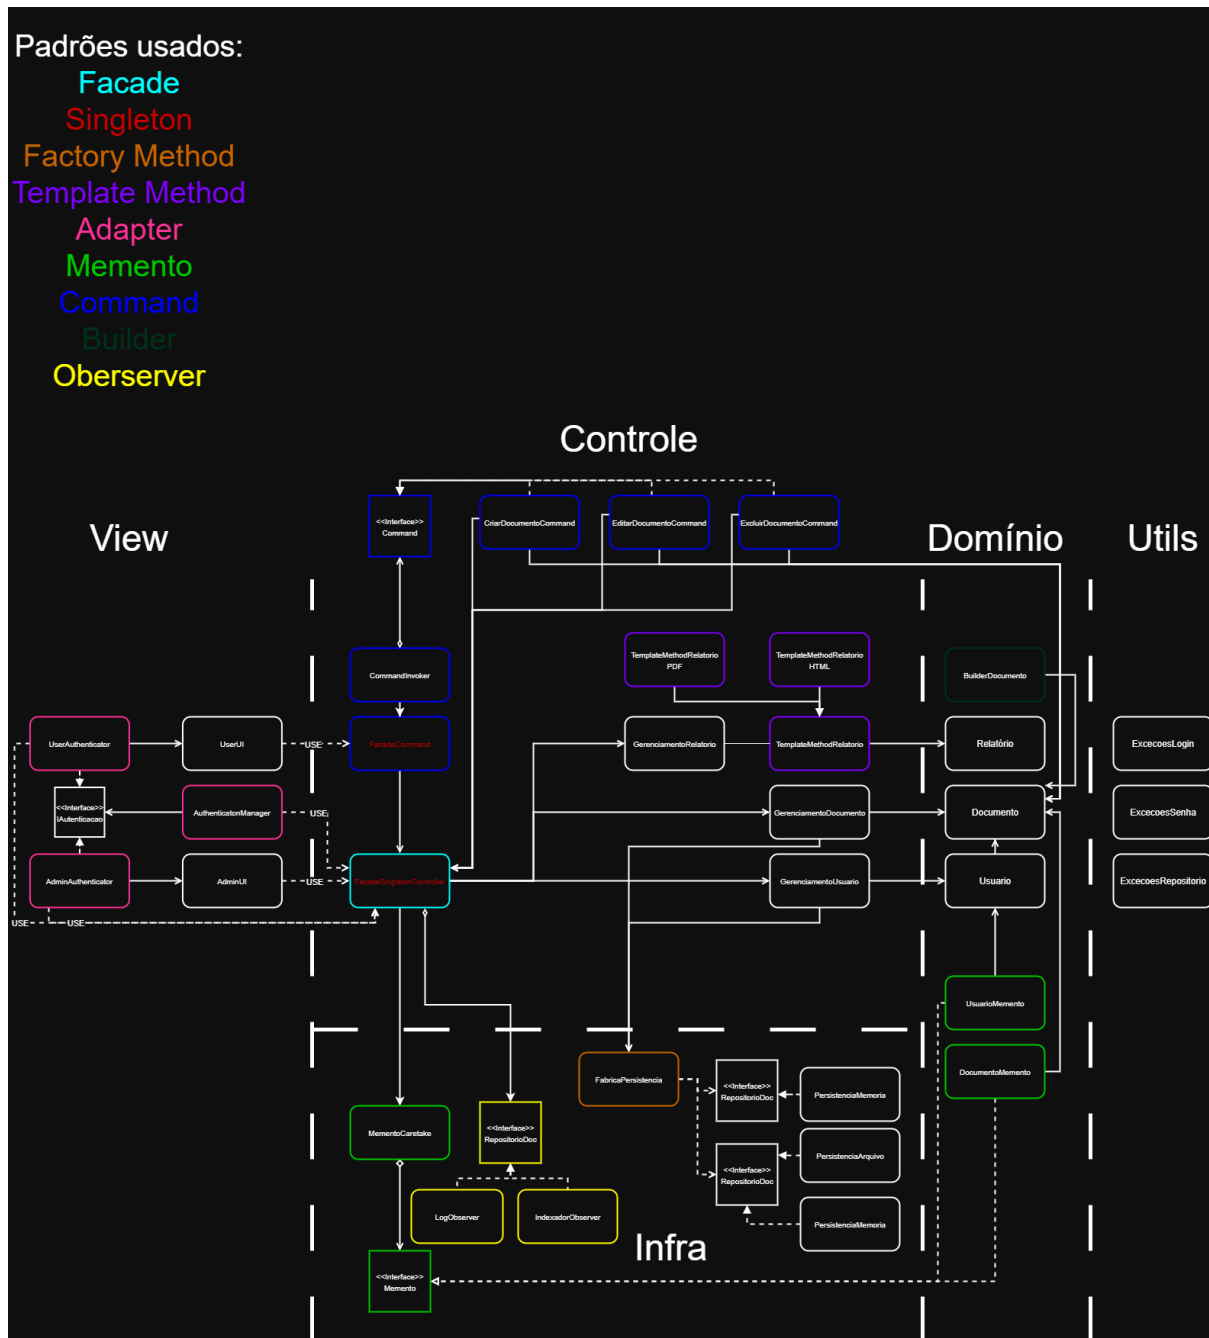 Padrões usados:
Facade
Singleton
Factory Method
Template Method
Adapter
Memento
Command
Builder
Oberserver
Controle
View
Domínio
Utils
<<Interface>>
Command
CriarDocumentoCommand
EditarDocumentoCommand
ExcluirDocumentoCommand
CommandInvoker
TemplateMethodRelatorio
PDF
TemplateMethodRelatorio
HTML
BuilderDocumento
UserAuthenticator
UserUI
USE
FacadeCommand
GerenciamentoRelatorio
TemplateMethodRelatorio
Relatório
ExcecoesLogin
<<Interface>>
IAutenticacao
AuthenticatonManager
USE
GerenciamentoDocumento
Documento
ExcecoesSenha
AdminAuthenticator
AdminUI
USE
FacadeSingletonController
GerenciamentoUsuario
Usuario
ExcecoesRepositorio
USE
USE
UsuarioMemento
FabricaPersistencia
<<Interface>>
RepositorioDoc
PersistenciaMemoria
DocumentoMemento
MementoCaretake
<<Interface>>
RepositorioDoc
<<Interface>>
RepositorioDoc
PersistenciaArquivo
LogObserver
IndexadorObserver
PersistenciaMemoria
Infra
<<Interface>>
Memento